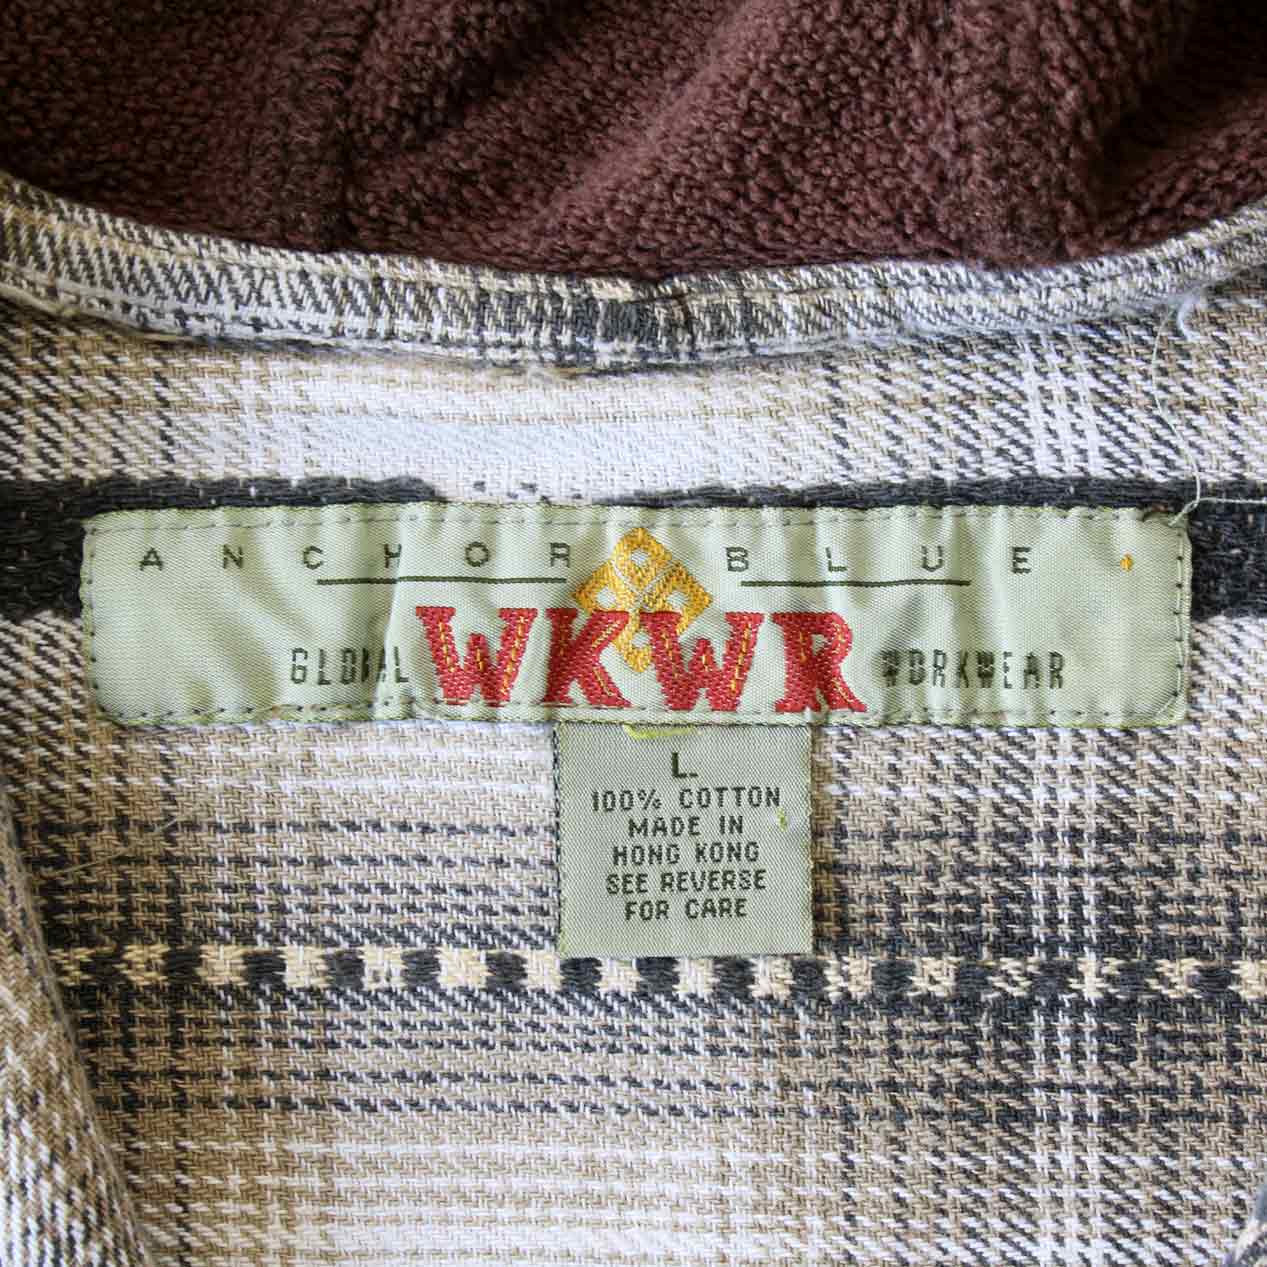 ANCHOR BLUE
GLOBAL WKWR WORKWEAR
L.
100% COTTON
MADE IN
HONG KONG
SEE REVERSE
FOR CARE